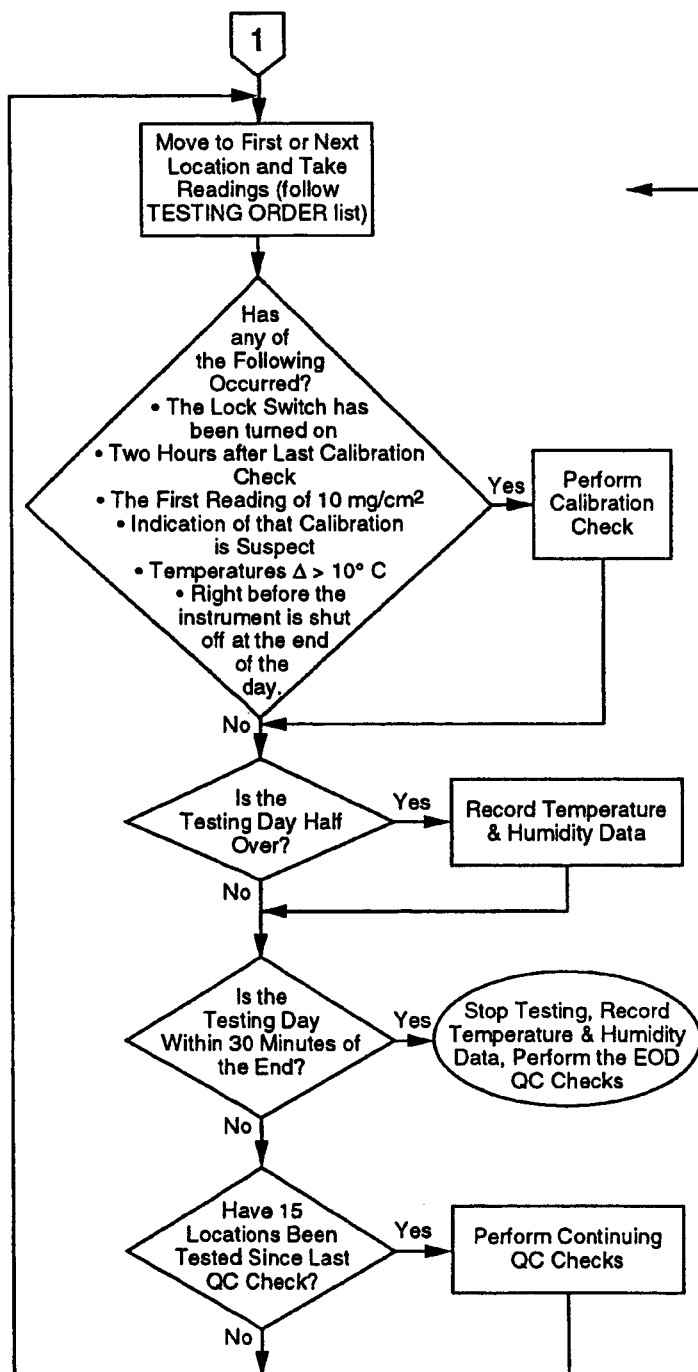 1
Move to First or Next
Location and Take
Readings (follow
TESTING ORDER list)
Has
any of
the Following
Occurred?
• The Lock Switch has
been turned on
• Two Hours after Last Calibration
Check
• The First Reading of 10 mg/cm²
• Indication of that Calibration
is Suspect
• Temperatures Δ > 10° C
• Right before the
instrument is shut
off at the end
of the
day.
Yes
Perform
Calibration
Check
No
Is the
Testing Day Half
Over?
Yes
Record Temperature
& Humidity Data
No
Is the
Testing Day
Within 30 Minutes of
the End?
Yes
Stop Testing, Record
Temperature & Humidity
Data, Perform the EOD
QC Checks
No
Have 15
Locations Been
Tested Since Last
QC Check?
Yes
Perform Continuing
QC Checks
No